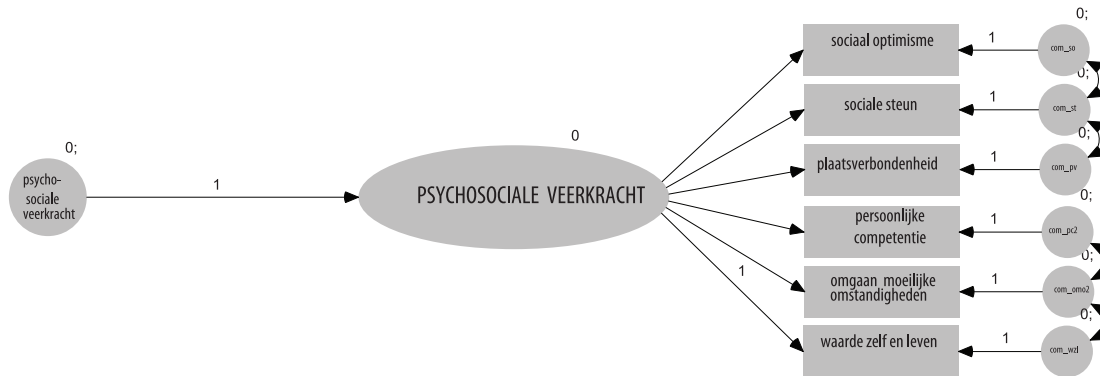 0;
sociaal optimisme
1
com_so
0;
sociale steun
1
com_st
0;
0
0;
plaatsverbondenheid
1
com_pv
psycho-
sociale
veerkracht
1
PSYCHOSOCIALE VEERKRACHT
0;
persoonlijke
competentie
1
com_pc2
0;
1
omgaan moeilijke
omstandigheden
1
com_omo2
0;
waarde zelf en leven
1
com_wzl